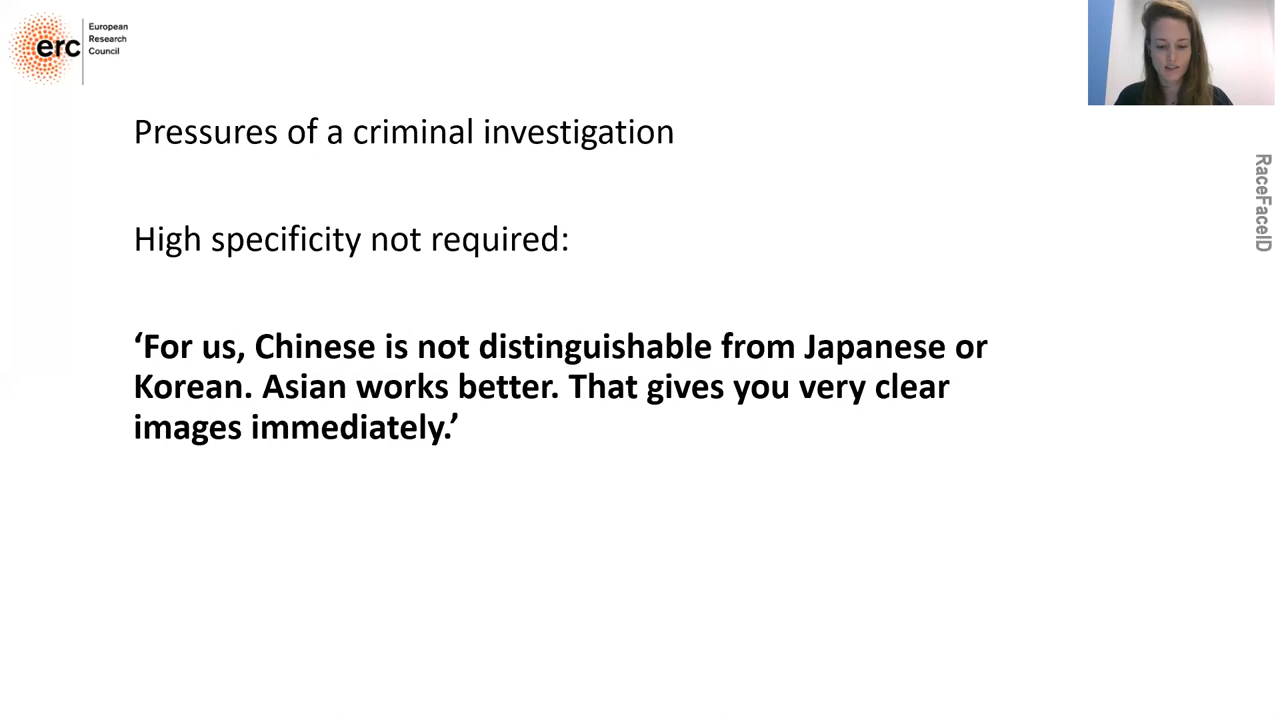 erc
European
Research
Council
Pressures of a criminal investigation
High specificity not required:
‘For us, Chinese is not distinguishable from Japanese or
Korean. Asian works better. That gives you very clear
images immediately.’
RaceFaceID